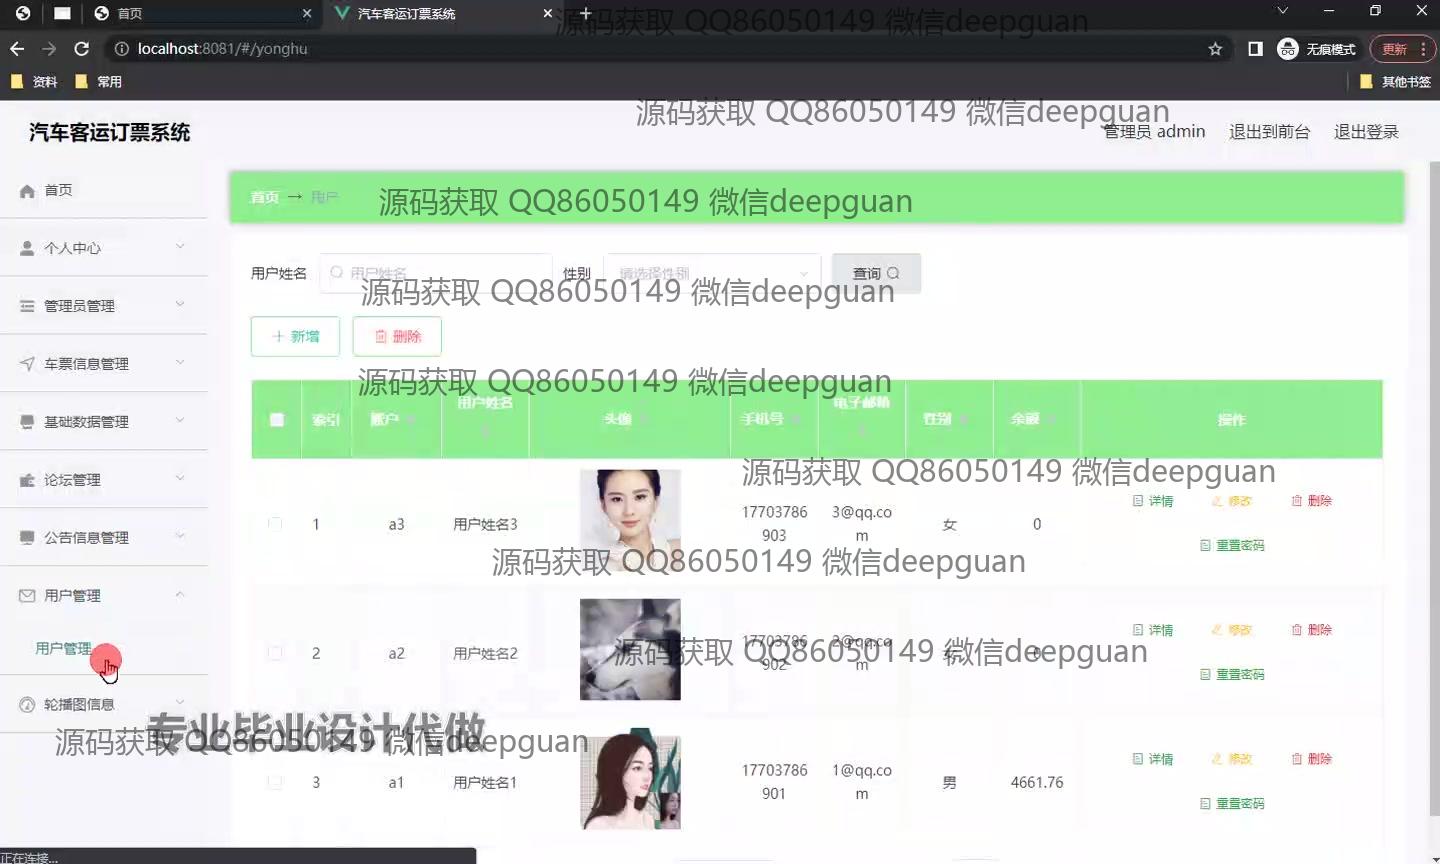 首页
汽车客运订票系统
源码获取 QQ86050149 微信deepguan
localhost:8081/#/yonghu
无痕模式
更新
资料
常用
其他书签
源码获取 QQ86050149 微信deepguan
汽车客运订票系统
管理员 admin
退出到前台
退出登录
首页
个人中心
管理员管理
车票信息管理
基础数据管理
论坛管理
公告信息管理
用户管理
用户管理
轮播图信息
首页 → 用户
源码获取 QQ86050149 微信deepguan
用户姓名
用户姓名
性别
请选择性别
查询
源码获取 QQ86050149 微信deepguan
+ 新增
删除
源码获取 QQ86050149 微信deepguan
索引
账户
用户姓名
头像
手机号
电子邮箱
性别
余额
操作
源码获取 QQ86050149 微信deepguan
1
a3
用户姓名3
17703786
903
3@qq.co
m
女
0
详情
修改
删除
重置密码
源码获取 QQ86050149 微信deepguan
2
a2
用户姓名2
17703786
902
2@qq.co
m
0
详情
修改
删除
重置密码
源码获取 QQ86050149 微信deepguan
专业毕业设计代做
源码获取 QQ86050149 微信deepguan
3
a1
用户姓名1
17703786
901
1@qq.co
m
男
4661.76
详情
修改
删除
重置密码
正在连接...